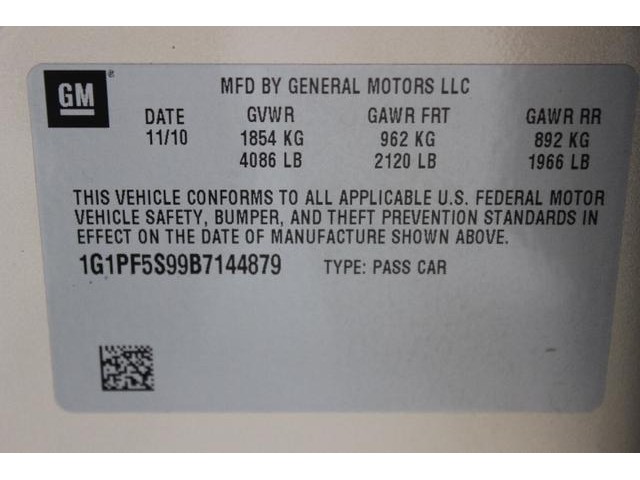 GM®
MFD BY GENERAL MOTORS LLC
DATE GVWR GAWR FRT GAWR RR
11/10 1854 KG 962 KG 892 KG
4086 LB 2120 LB 1966 LB
THIS VEHICLE CONFORMS TO ALL APPLICABLE U.S. FEDERAL MOTOR
VEHICLE SAFETY, BUMPER, AND THEFT PREVENTION STANDARDS IN
EFFECT ON THE DATE OF MANUFACTURE SHOWN ABOVE.
1G1PF5S99B7144879 TYPE: PASS CAR